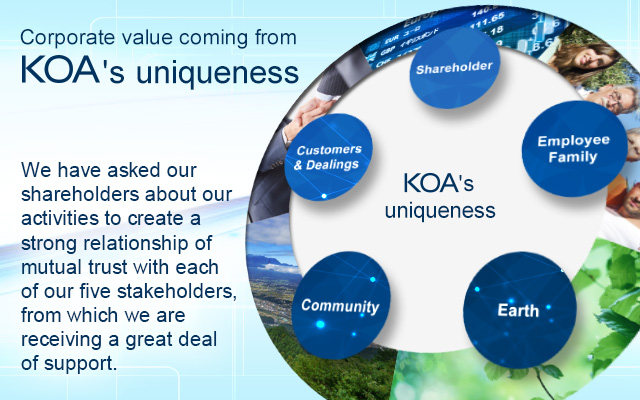 Corporate value coming from
KOA's uniqueness
We have asked our
shareholders about our
activities to create a
strong relationship of
mutual trust with each
of our five stakeholders,
from which we are
receiving a great deal
of support.
Shareholder
Customers
& Dealings
Employee
Family
KOA's
uniqueness
Community
Earth
EUR
GBP
111.65